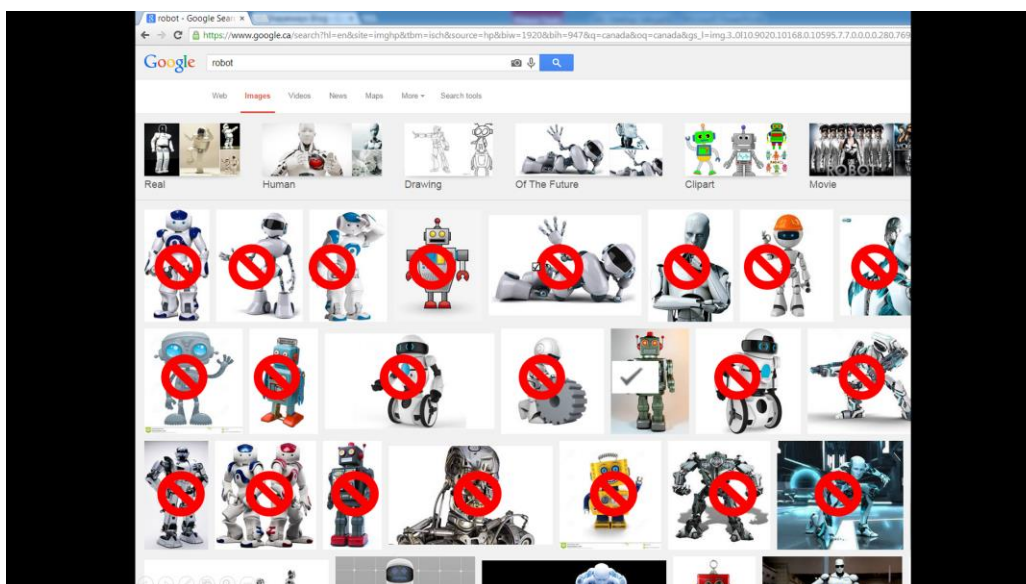 robot - Google Sear
https://www.google.ca/search?hl=en&site=imghp&tbm=isch&source=hp&biw=1920&bih=947&q=canada&oq=canada&gs_l=img.3..0l10.9020.10168.0.10595.7.7.0.0.0.0.280.769
Google robot
Web Images Videos News Maps More Search tools
ROBOT
Real Human Drawing Of The Future Clipart Movie